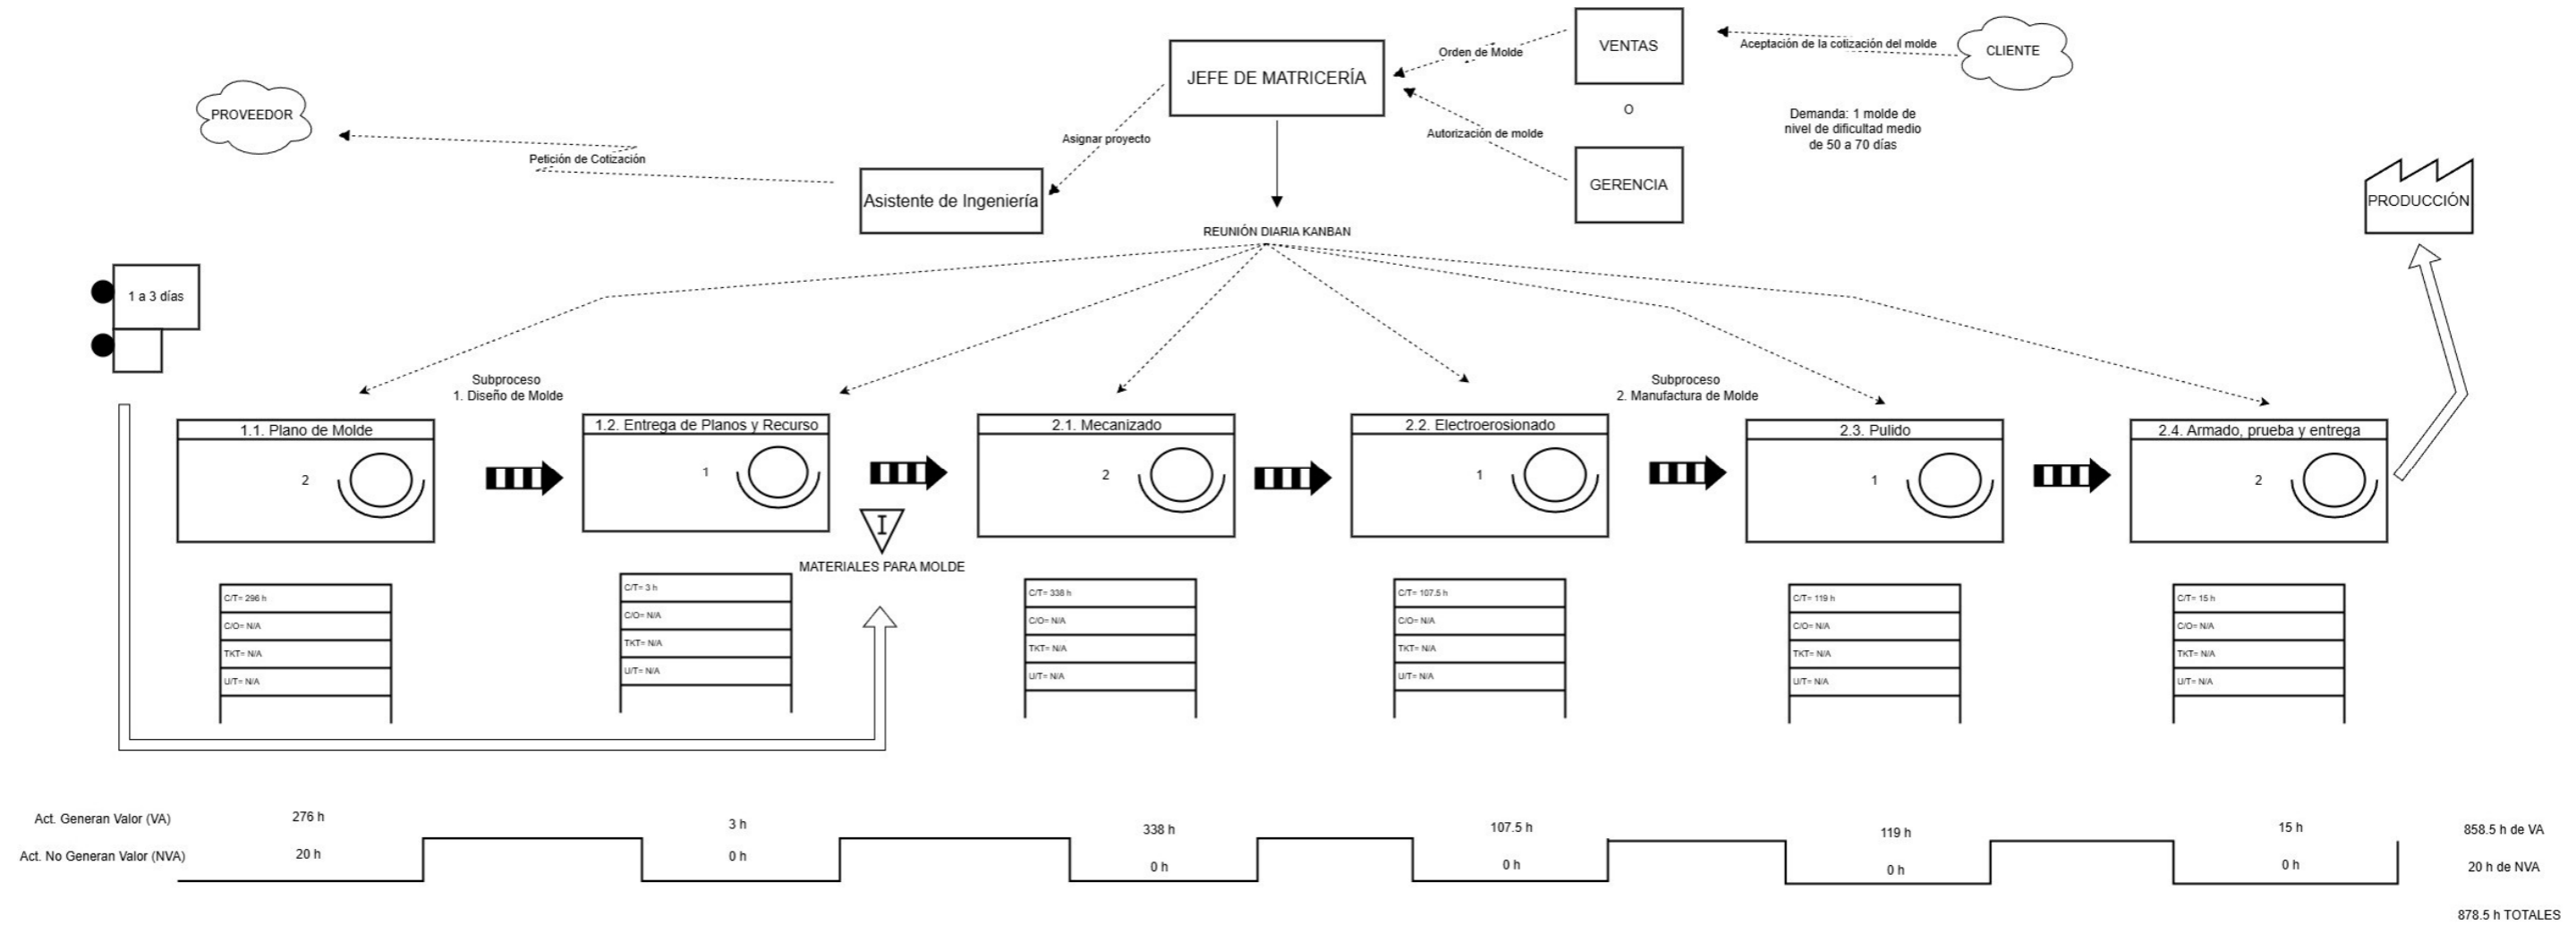 PROVEEDOR
Petición de Cotización
Asistente de Ingeniería
Asignar proyecto
JEFE DE MATRICERÍA
Orden de Molde
Autorización de molde
VENTAS
O
GERENCIA
Aceptación de la cotización del molde
CLIENTE
Demanda: 1 molde de
nivel de dificultad medio
de 50 a 70 días
PRODUCCIÓN
REUNIÓN DIARIA KANBAN
1 a 3 días
Subproceso
1. Diseño de Molde
Subproceso
2. Manufactura de Molde
1.1. Plano de Molde
2
1.2. Entrega de Planos y Recurso
1
2.1. Mecanizado
2
2.2. Electroerosionado
1
2.3. Pulido
1
2.4. Armado, prueba y entrega
2
I
MATERIALES PARA MOLDE
C/T= 296 h
C/O= N/A
TKT= N/A
U/T= N/A
C/T= 3 h
C/O= N/A
TKT= N/A
U/T= N/A
C/T= 338 h
C/O= N/A
TKT= N/A
U/T= N/A
C/T= 107.5 h
C/O= N/A
TKT= N/A
U/T= N/A
C/T= 119 h
C/O= N/A
TKT= N/A
U/T= N/A
C/T= 15 h
C/O= N/A
TKT= N/A
U/T= N/A
Act. Generan Valor (VA)
276 h
3 h
338 h
107.5 h
119 h
15 h
858.5 h de VA
Act. No Generan Valor (NVA)
20 h
0 h
0 h
0 h
0 h
0 h
20 h de NVA
878.5 h TOTALES